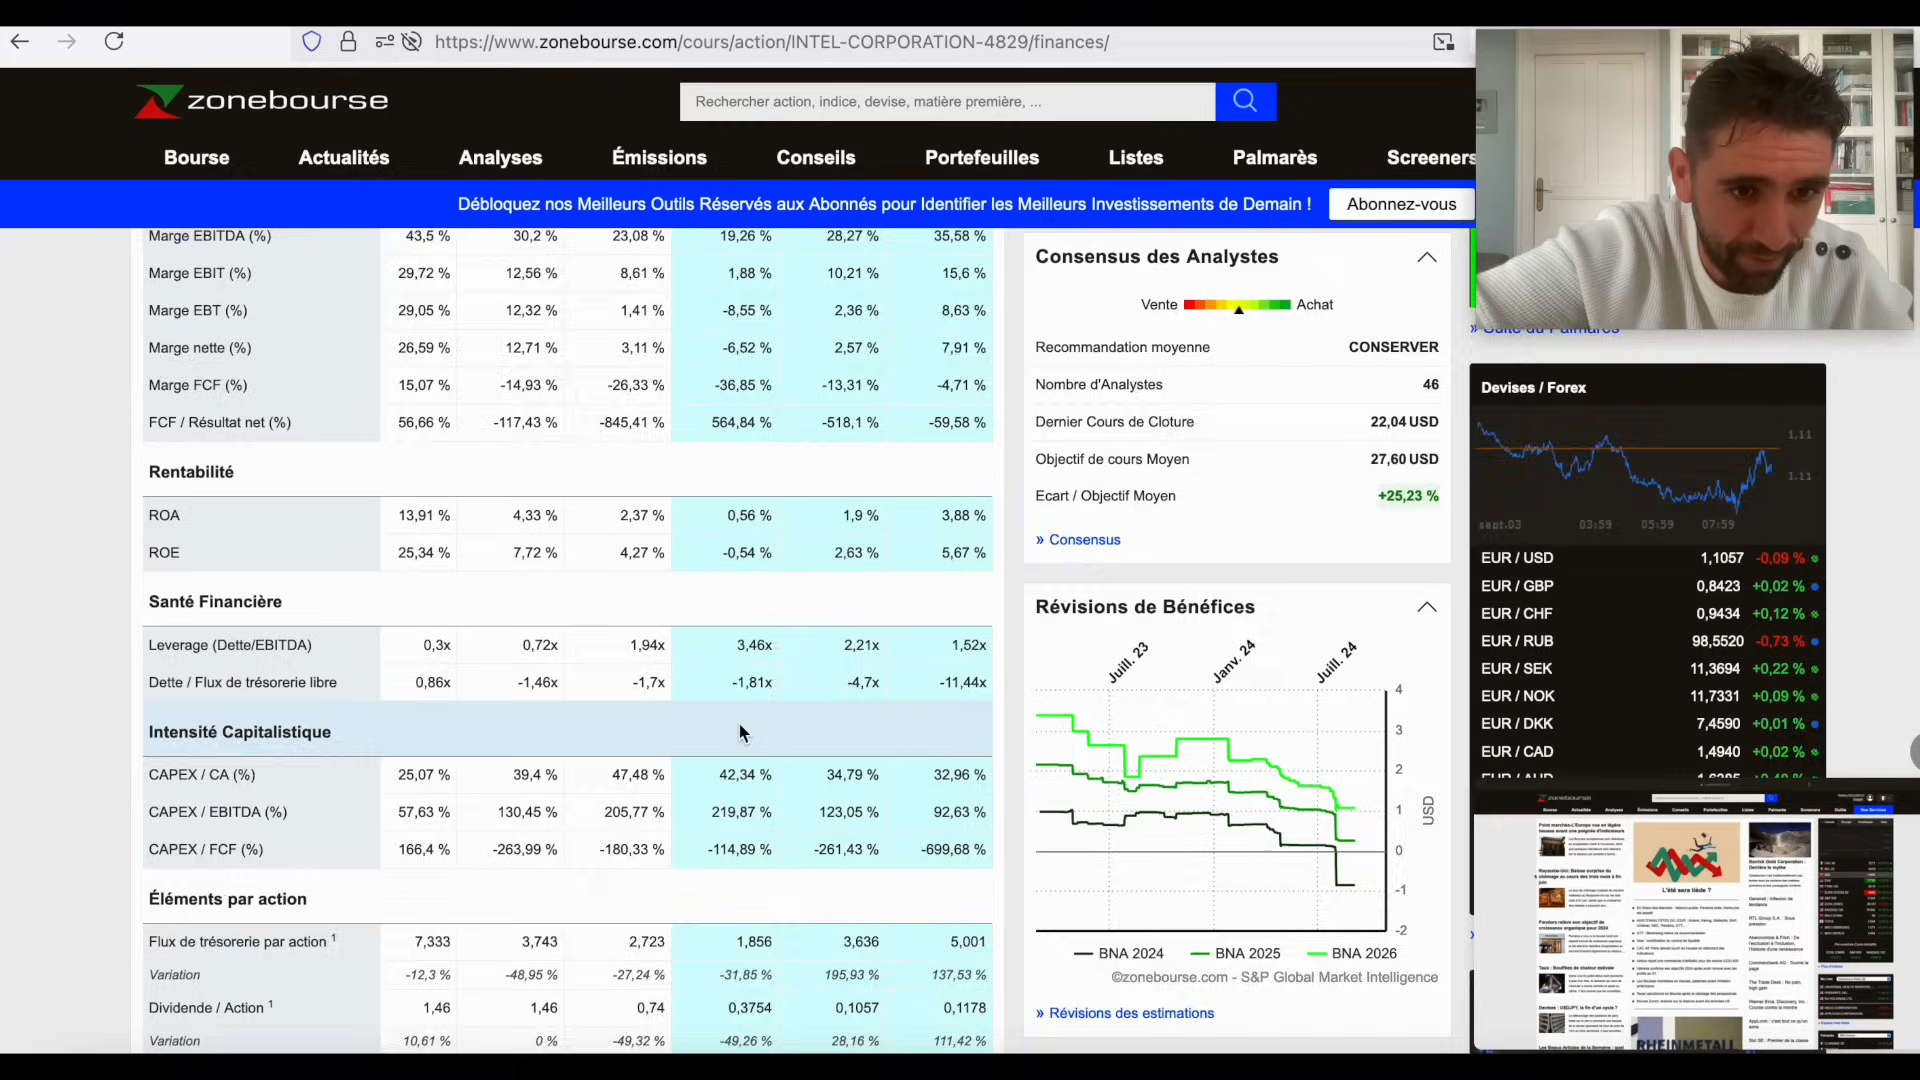 https://www.zonebourse.com/cours/action/INTEL-CORPORATION-4829/finances/
zonebourse
Rechercher action, indice, devise, matière première, ...
Bourse Actualités Analyses Émissions Conseils Portefeuilles Listes Palmarès Screeners
Débloquez nos Meilleurs Outils Réservés aux Abonnés pour Identifier les Meilleurs Investissements de Demain !
Abonnez-vous
Marge EBITDA (%) 43,5 % 30,2 % 23,08 % 19,26 % 28,27 % 35,58 %
Marge EBIT (%) 29,72 % 12,56 % 8,61 % 1,88 % 10,21 % 15,6 %
Marge EBT (%) 29,05 % 12,32 % 1,41 % -8,55 % 2,36 % 8,63 %
Marge nette (%) 26,59 % 12,71 % 3,11 % -6,52 % 2,57 % 7,91 %
Marge FCF (%) 15,07 % -14,93 % -26,33 % -36,85 % -13,31 % -4,71 %
FCF / Résultat net (%) 56,66 % -117,43 % -845,41 % 564,84 % -518,1 % -59,58 %
Rentabilité
ROA 13,91 % 4,33 % 2,37 % 0,56 % 1,9 % 3,88 %
ROE 25,34 % 7,72 % 4,27 % -0,54 % 2,63 % 5,67 %
Santé Financière
Leverage (Dette/EBITDA) 0,3x 0,72x 1,94x 3,46x 2,21x 1,52x
Dette / Flux de trésorerie libre 0,86x -1,46x -1,7x -1,81x -4,7x -11,44x
Intensité Capitalistique
CAPEX / CA (%) 25,07 % 39,4 % 47,48 % 42,34 % 34,79 % 32,96 %
CAPEX / EBITDA (%) 57,63 % 130,45 % 205,77 % 219,87 % 123,05 % 92,63 %
CAPEX / FCF (%) 166,4 % -263,99 % -180,33 % -114,89 % -261,43 % -699,68 %
Éléments par action
Flux de trésorerie par action 1 7,333 3,743 2,723 1,856 3,636 5,001
Variation -12,3 % -48,95 % -27,24 % -31,85 % 195,93 % 137,53 %
Dividende / Action 1 1,46 1,46 0,74 0,3754 0,1057 0,1178
Variation 10,61 % 0 % -49,32 % -49,26 % 28,16 % 111,42 %
Consensus des Analystes
Vente Achat
Recommandation moyenne CONSERVER
Nombre d'Analystes 46
Dernier Cours de Cloture 22,04 USD
Objectif de cours Moyen 27,60 USD
Ecart / Objectif Moyen +25,23 %
» Consensus
Révisions de Bénéfices
Juill. 23 Janv. 24 Juill. 24
4
3
2
1
0
-1
-2
USD
BNA 2024 BNA 2025 BNA 2026
©zonebourse.com - S&P Global Market Intelligence
» Révisions des estimations
» Suite du Palmarès
Devises / Forex
1.11
1.11
sept.03 03:59 05:59 07:59
EUR / USD 1,1057 -0,09 %
EUR / GBP 0,8423 +0,02 %
EUR / CHF 0,9434 +0,12 %
EUR / RUB 98,5520 -0,73 %
EUR / SEK 11,3694 +0,22 %
EUR / NOK 11,7331 +0,09 %
EUR / DKK 7,4590 +0,01 %
EUR / CAD 1,4940 +0,02 %
zonebourse
L'été sera tiède ?
RHEINMETALL